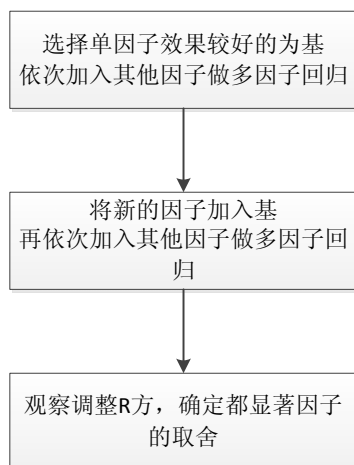 选择单因子效果较好的为基
依次加入其他因子做多因子回归
将新的因子加入基
再依次加入其他因子做多因子回
归
观察调整R方，确定都显著因子
的取舍